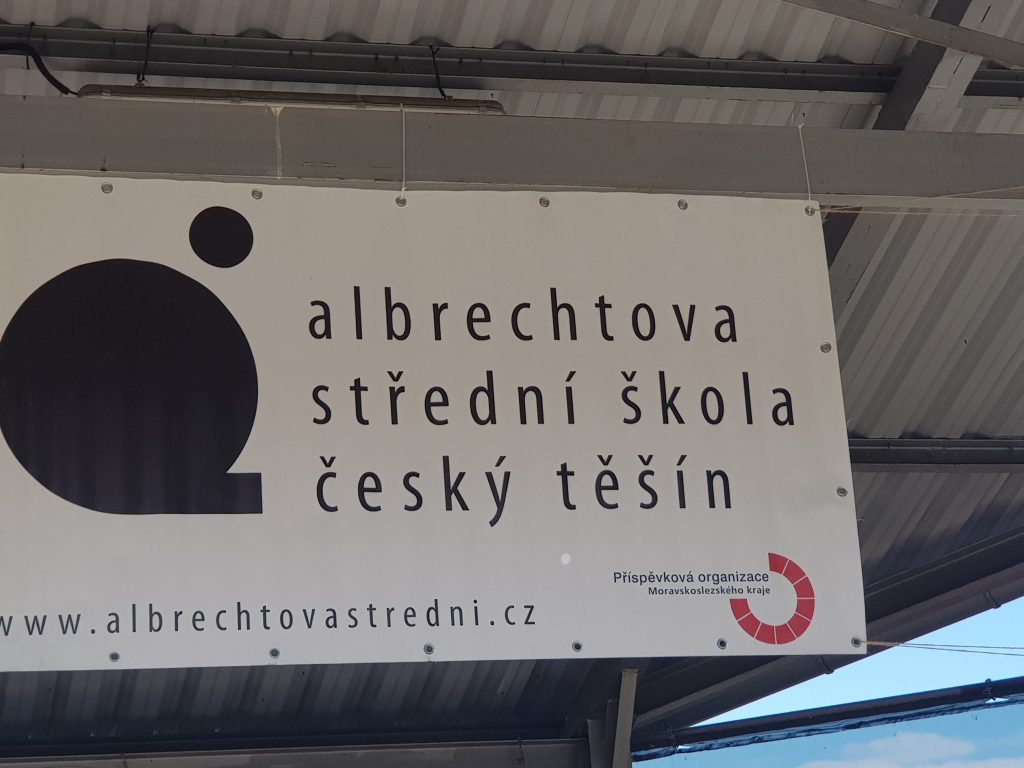 albrechtova
střední škola
český těšín
Příspěvková organizace
Moravskoslezského kraje
www.albrechtovastredni.cz